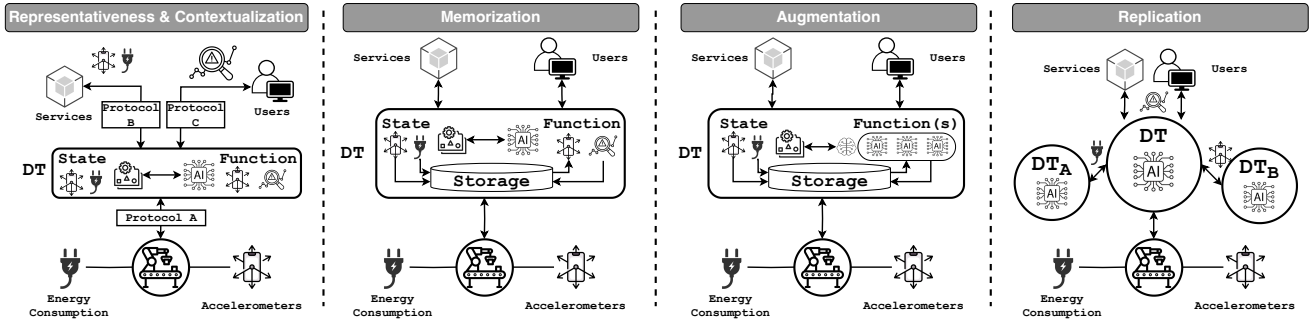 Representativeness & Contextualization
Services
Protocol
B
Protocol
C
Users
DT
State
AI
Function
Protocol A
Energy
Consumption
Accelerometers
Memorization
Services
Users
DT
State
AI
Function
Storage
Energy
Consumption
Accelerometers
Augmentation
Services
Users
DT
State
Function(s)
AI
AI
AI
Storage
Energy
Consumption
Accelerometers
Replication
Services
Users
DT
AI
DTA
AI
DTB
AI
Energy
Consumption
Accelerometers